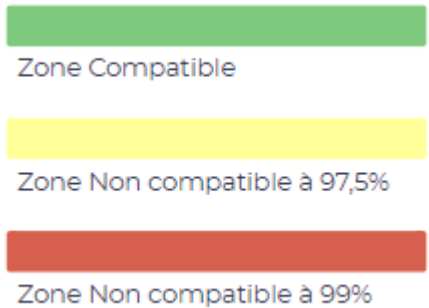 Zone Compatible
Zone Non compatible à 97,5%
Zone Non compatible à 99%